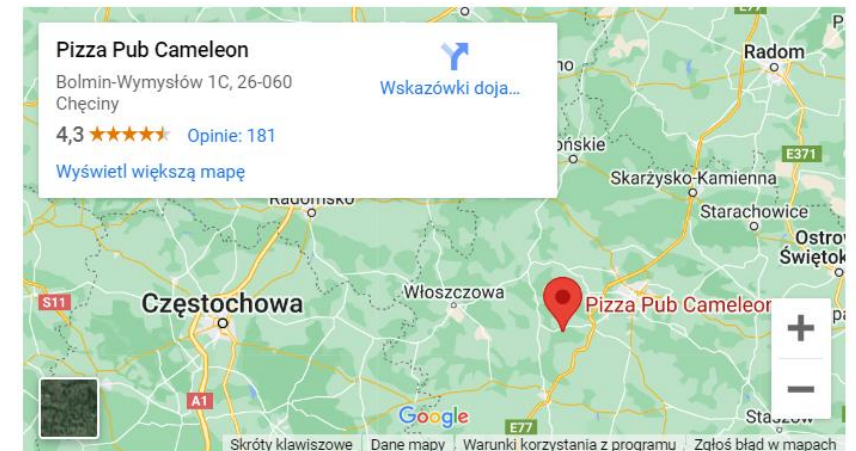 Pizza Pub Cameleon
Bolmin-Wymysłów 1C, 26-060
Chęciny
4,3
Opinie: 181
Wyświetl większą mapę
Wskazówki doja...
E77
Radom
E371
Skarżysko-Kamienna
Starachowice
Radomsko
S11
Częstochowa
Włoszczowa
Pizza Pub Cameleon
A1
Google
E77
Skróty klawiszowe
Dane mapy
Warunki korzystania z programu
Zgłoś błąd w mapach